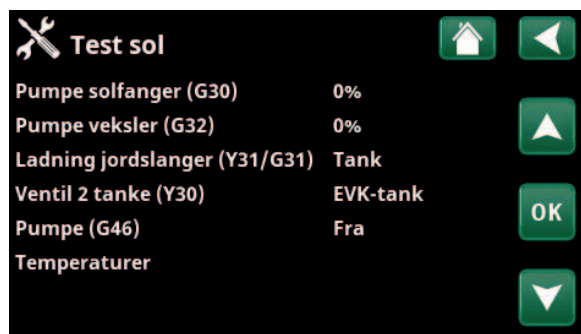 Test sol
Pumpe solfanger (G30) 0%
Pumpe veksler (G32) 0%
Ladning jordslanger (Y31/G31) Tank
Ventil 2 tanke (Y30) EVK-tank
Pumpe (G46) Fra
Temperaturer
OK